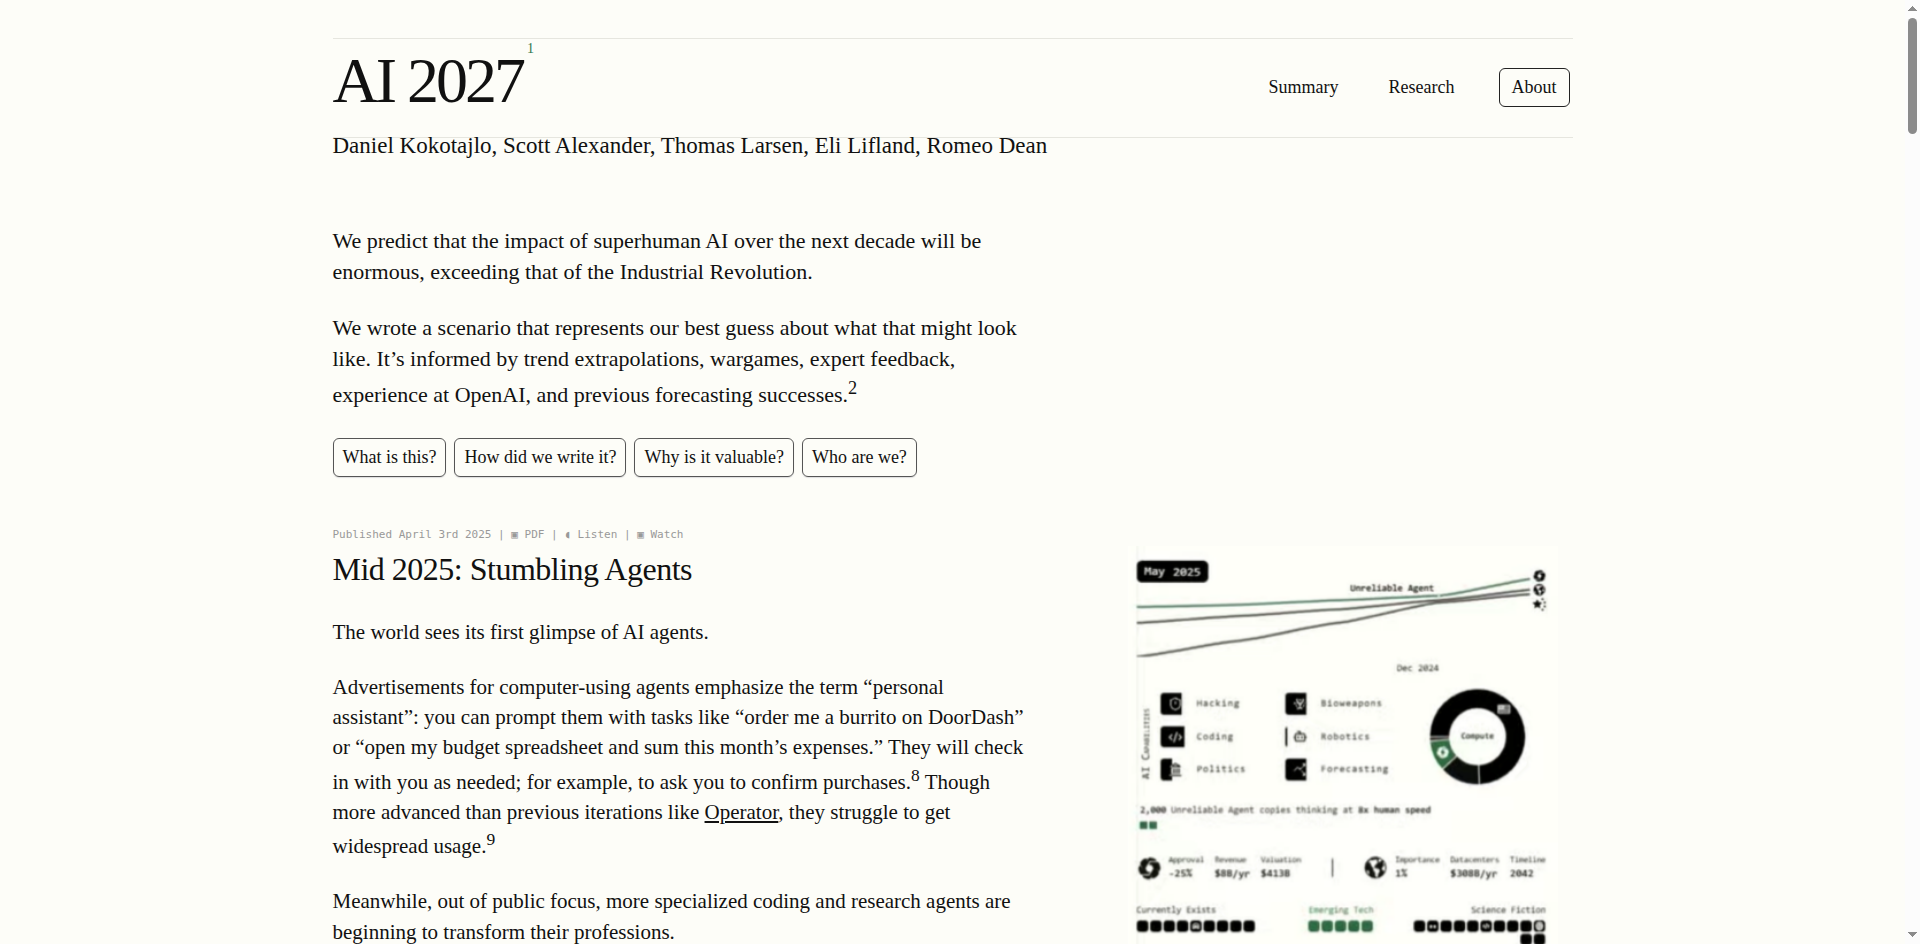 AI 2027 1
Summary
Research
About
Daniel Kokotajlo, Scott Alexander, Thomas Larsen, Eli Lifland, Romeo Dean
We predict that the impact of superhuman AI over the next decade will be
enormous, exceeding that of the Industrial Revolution.
We wrote a scenario that represents our best guess about what that might look
like. It’s informed by trend extrapolations, wargames, expert feedback,
experience at OpenAI, and previous forecasting successes.2
What is this?
How did we write it?
Why is it valuable?
Who are we?
Published April 3rd 2025 | PDF | Listen | Watch
Mid 2025: Stumbling Agents
The world sees its first glimpse of AI agents.
Advertisements for computer-using agents emphasize the term “personal
assistant”: you can prompt them with tasks like “order me a burrito on DoorDash”
or “open my budget spreadsheet and sum this month’s expenses.” They will check
in with you as needed; for example, to ask you to confirm purchases.8 Though
more advanced than previous iterations like Operator, they struggle to get
widespread usage.9
Meanwhile, out of public focus, more specialized coding and research agents are
beginning to transform their professions.
May 2025
Unreliable Agent
Dec 2024
AI Capabilities
Hacking
Bioweapons
Coding
Robotics
Politics
Forecasting
Compute
2,000 Unreliable Agent copies thinking at 8x human speed
Approval Revenue Valuation
-25% $8B/yr $413B
Importance Datacenters Timeline
1% $308B/yr 2042
Currently Exists
Emerging Tech
Science Fiction